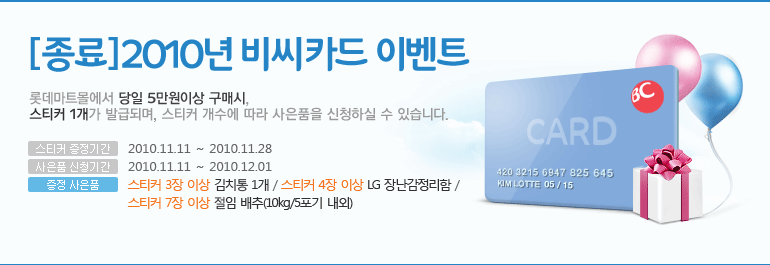 [종료]2010년 비씨카드 이벤트
롯데마트몰에서 당일 5만원이상 구매시,
스티커 1개가 발급되며, 스티커 개수에 따라 사은품을 신청하실 수 있습니다.
스티커 증정기간 2010.11.11 ~ 2010.11.28
사은품 신청기간 2010.11.11 ~ 2010.12.01
증정 사은품 스티커 3장 이상 김치통 1개 / 스티커 4장 이상 LG 장난감정리함 /
스티커 7장 이상 절임 배추(10kg/5포기 내외)
BC
CARD
420 3215 6947 825 645
KIM LOTTE 05 / 15